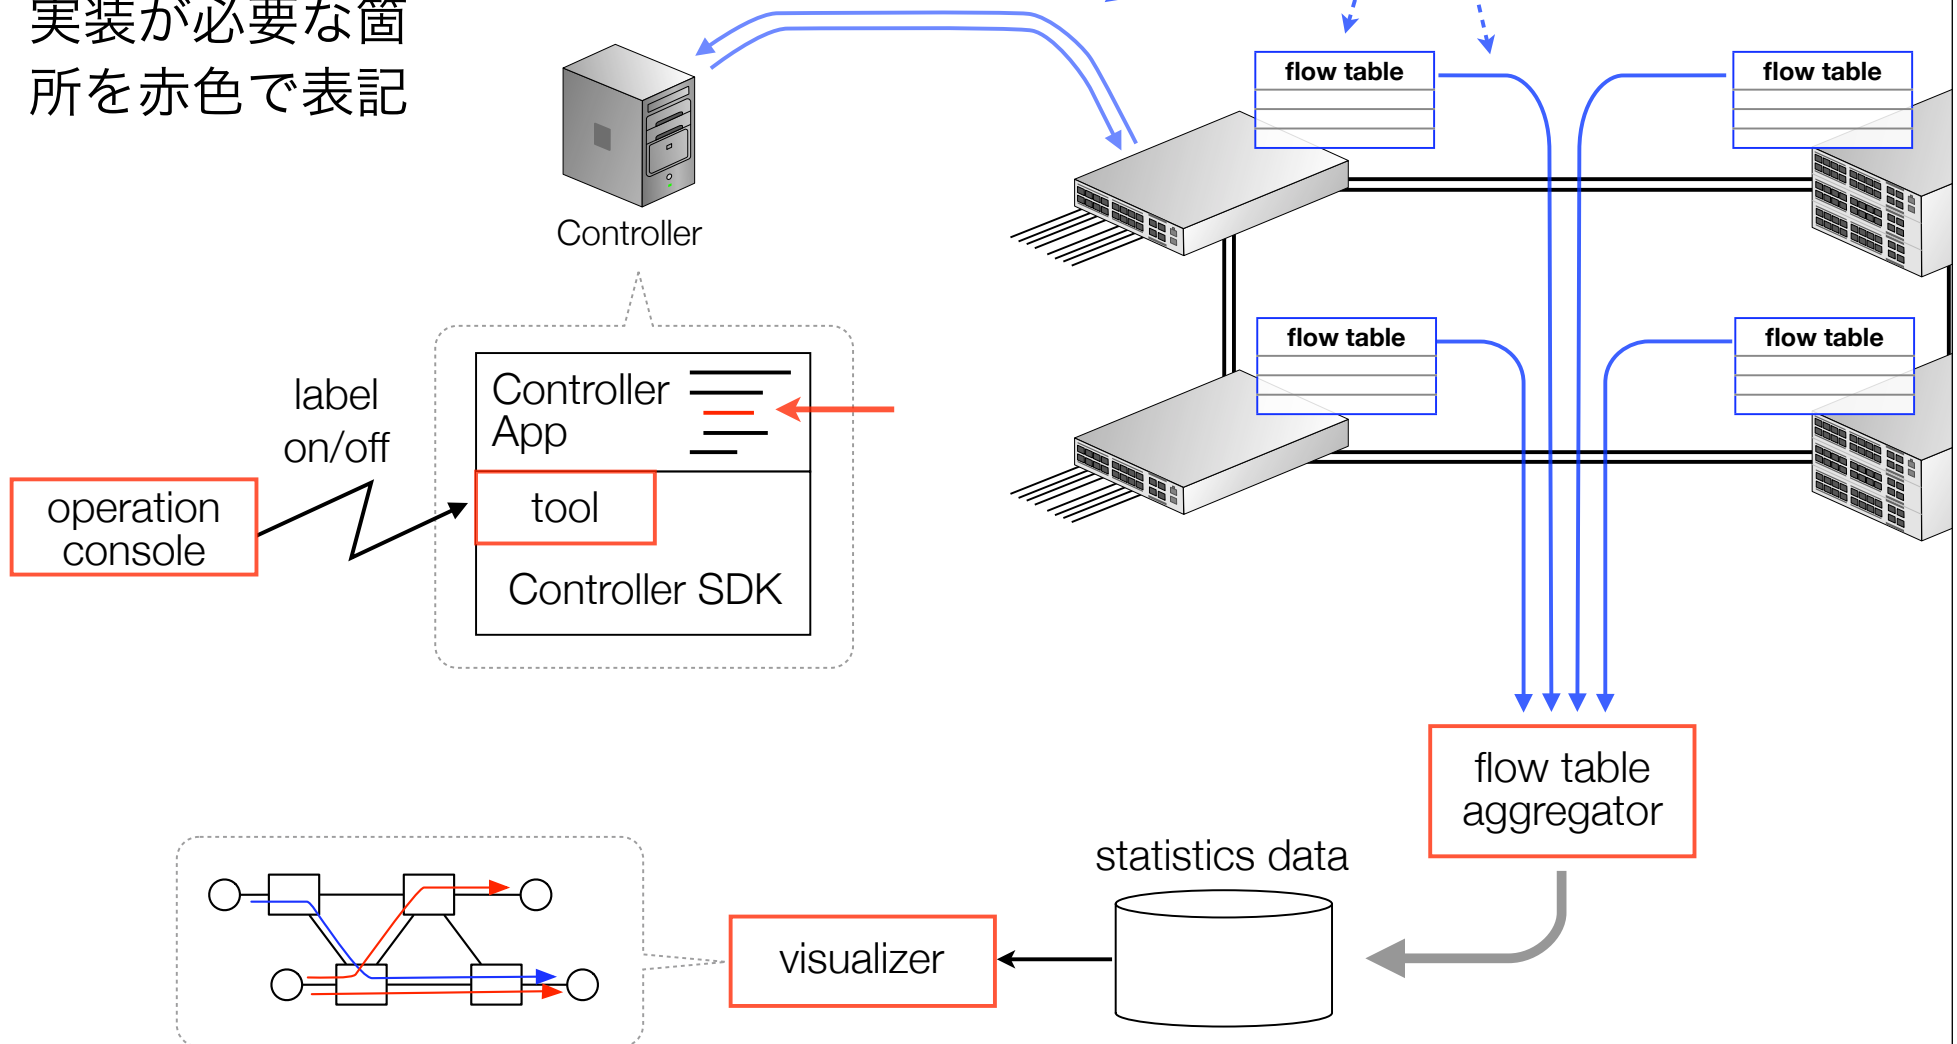 実装が必要な箇
所を赤色で表記
flow table
flow table
Controller
flow table
flow table
label
on/off
Controller
App
operation
console
tool
Controller SDK
flow table
aggregator
statistics data
visualizer